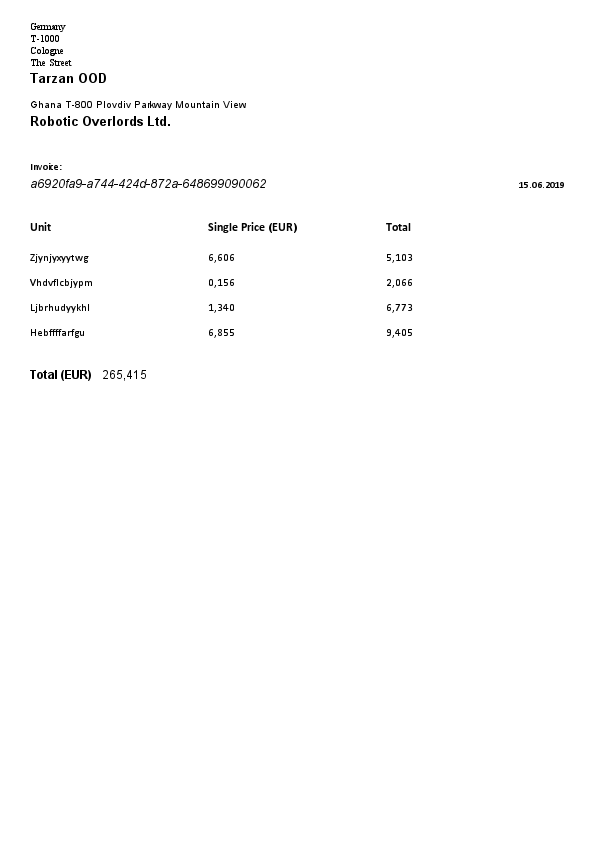 Germany
T-1000
Cologne
The Street
Tarzan OOD
Ghana T-800 Plovdiv Parkway Mountain View
Robotic Overlords Ltd.
Invoice:
a6920fa9-a744-424d-872a-648699090062 15.06.2019
Unit Single Price (EUR) Total
Zjynjyxyytwg 6,606 5,103
Vhdvflcbjypm 0,156 2,066
Ljbrhudyykhl 1,340 6,773
Hebffffarfgu 6,855 9,405
Total (EUR) 265,415